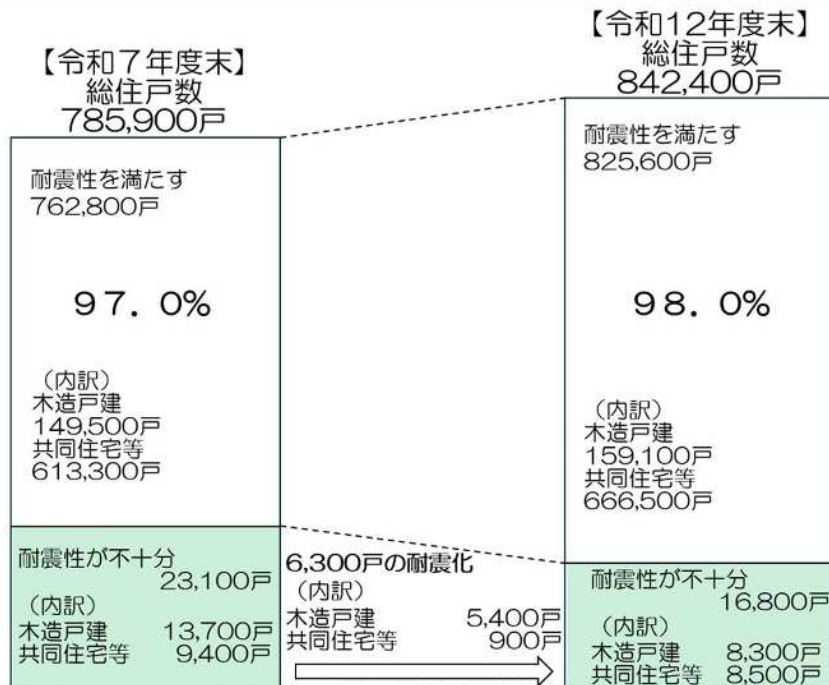 【令和７年度末】
総住戸数
785,900戸
耐震性を満たす
762,800戸
９７．０%
（内訳）
木造戸建
149,500戸
共同住宅等
613,300戸
耐震性が不十分
23,100戸
（内訳）
木造戸建 13,700戸
共同住宅等 9,400戸
6,300戸の耐震化
（内訳）
木造戸建 5,400戸
共同住宅等 900戸
【令和１２年度末】
総住戸数
842,400戸
耐震性を満たす
825,600戸
９８．０%
（内訳）
木造戸建
159,100戸
共同住宅等
666,500戸
耐震性が不十分
16,800戸
（内訳）
木造戸建 8,300戸
共同住宅等 8,500戸